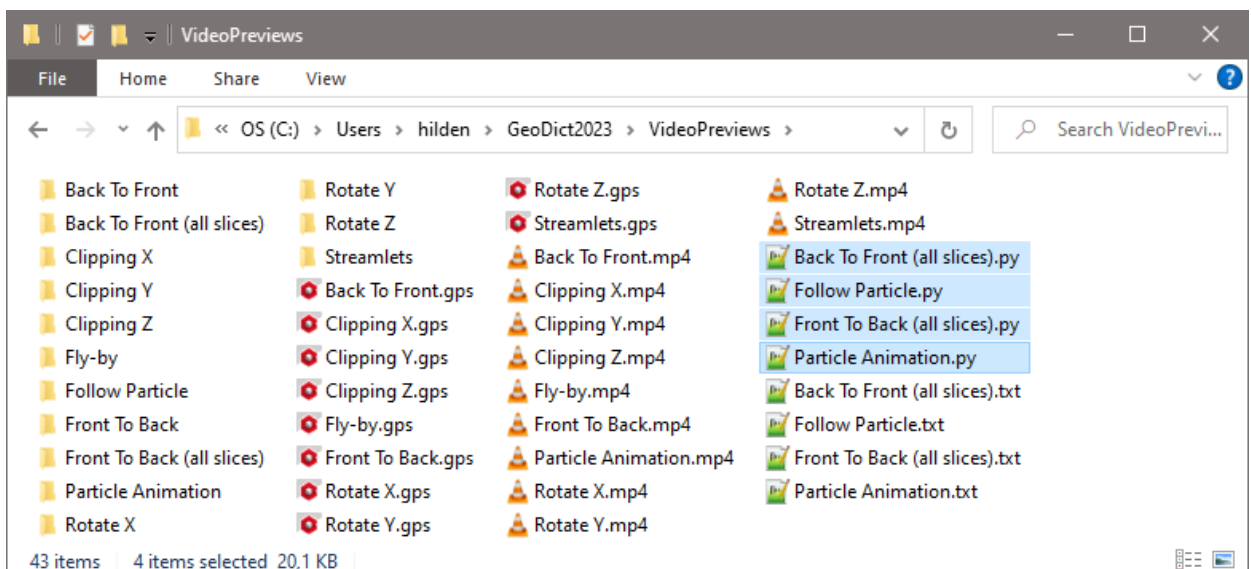 VideoPreviews
File Home Share View
« OS (C:) > Users > hilden > GeoDict2023 > VideoPreviews > Search VideoPrevi...
Back To Front Rotate Y Rotate Z.gps Rotate Z.mp4
Back To Front (all slices) Rotate Z Streamlets.gps Streamlets.mp4
Clipping X Streamlets Back To Front.mp4 Back To Front (all slices).py
Clipping Y Back To Front.gps Clipping X.mp4 Follow Particle.py
Clipping Z Clipping X.gps Clipping Y.mp4 Front To Back (all slices).py
Fly-by Clipping Y.gps Clipping Z.mp4 Particle Animation.py
Follow Particle Clipping Z.gps Fly-by.mp4 Back To Front (all slices).txt
Front To Back Fly-by.gps Front To Back.mp4 Follow Particle.txt
Front To Back (all slices) Front To Back.gps Particle Animation.mp4 Front To Back (all slices).txt
Particle Animation Rotate X.gps Rotate X.mp4 Particle Animation.txt
Rotate X Rotate Y.gps Rotate Y.mp4
43 items 4 items selected 20,1 KB